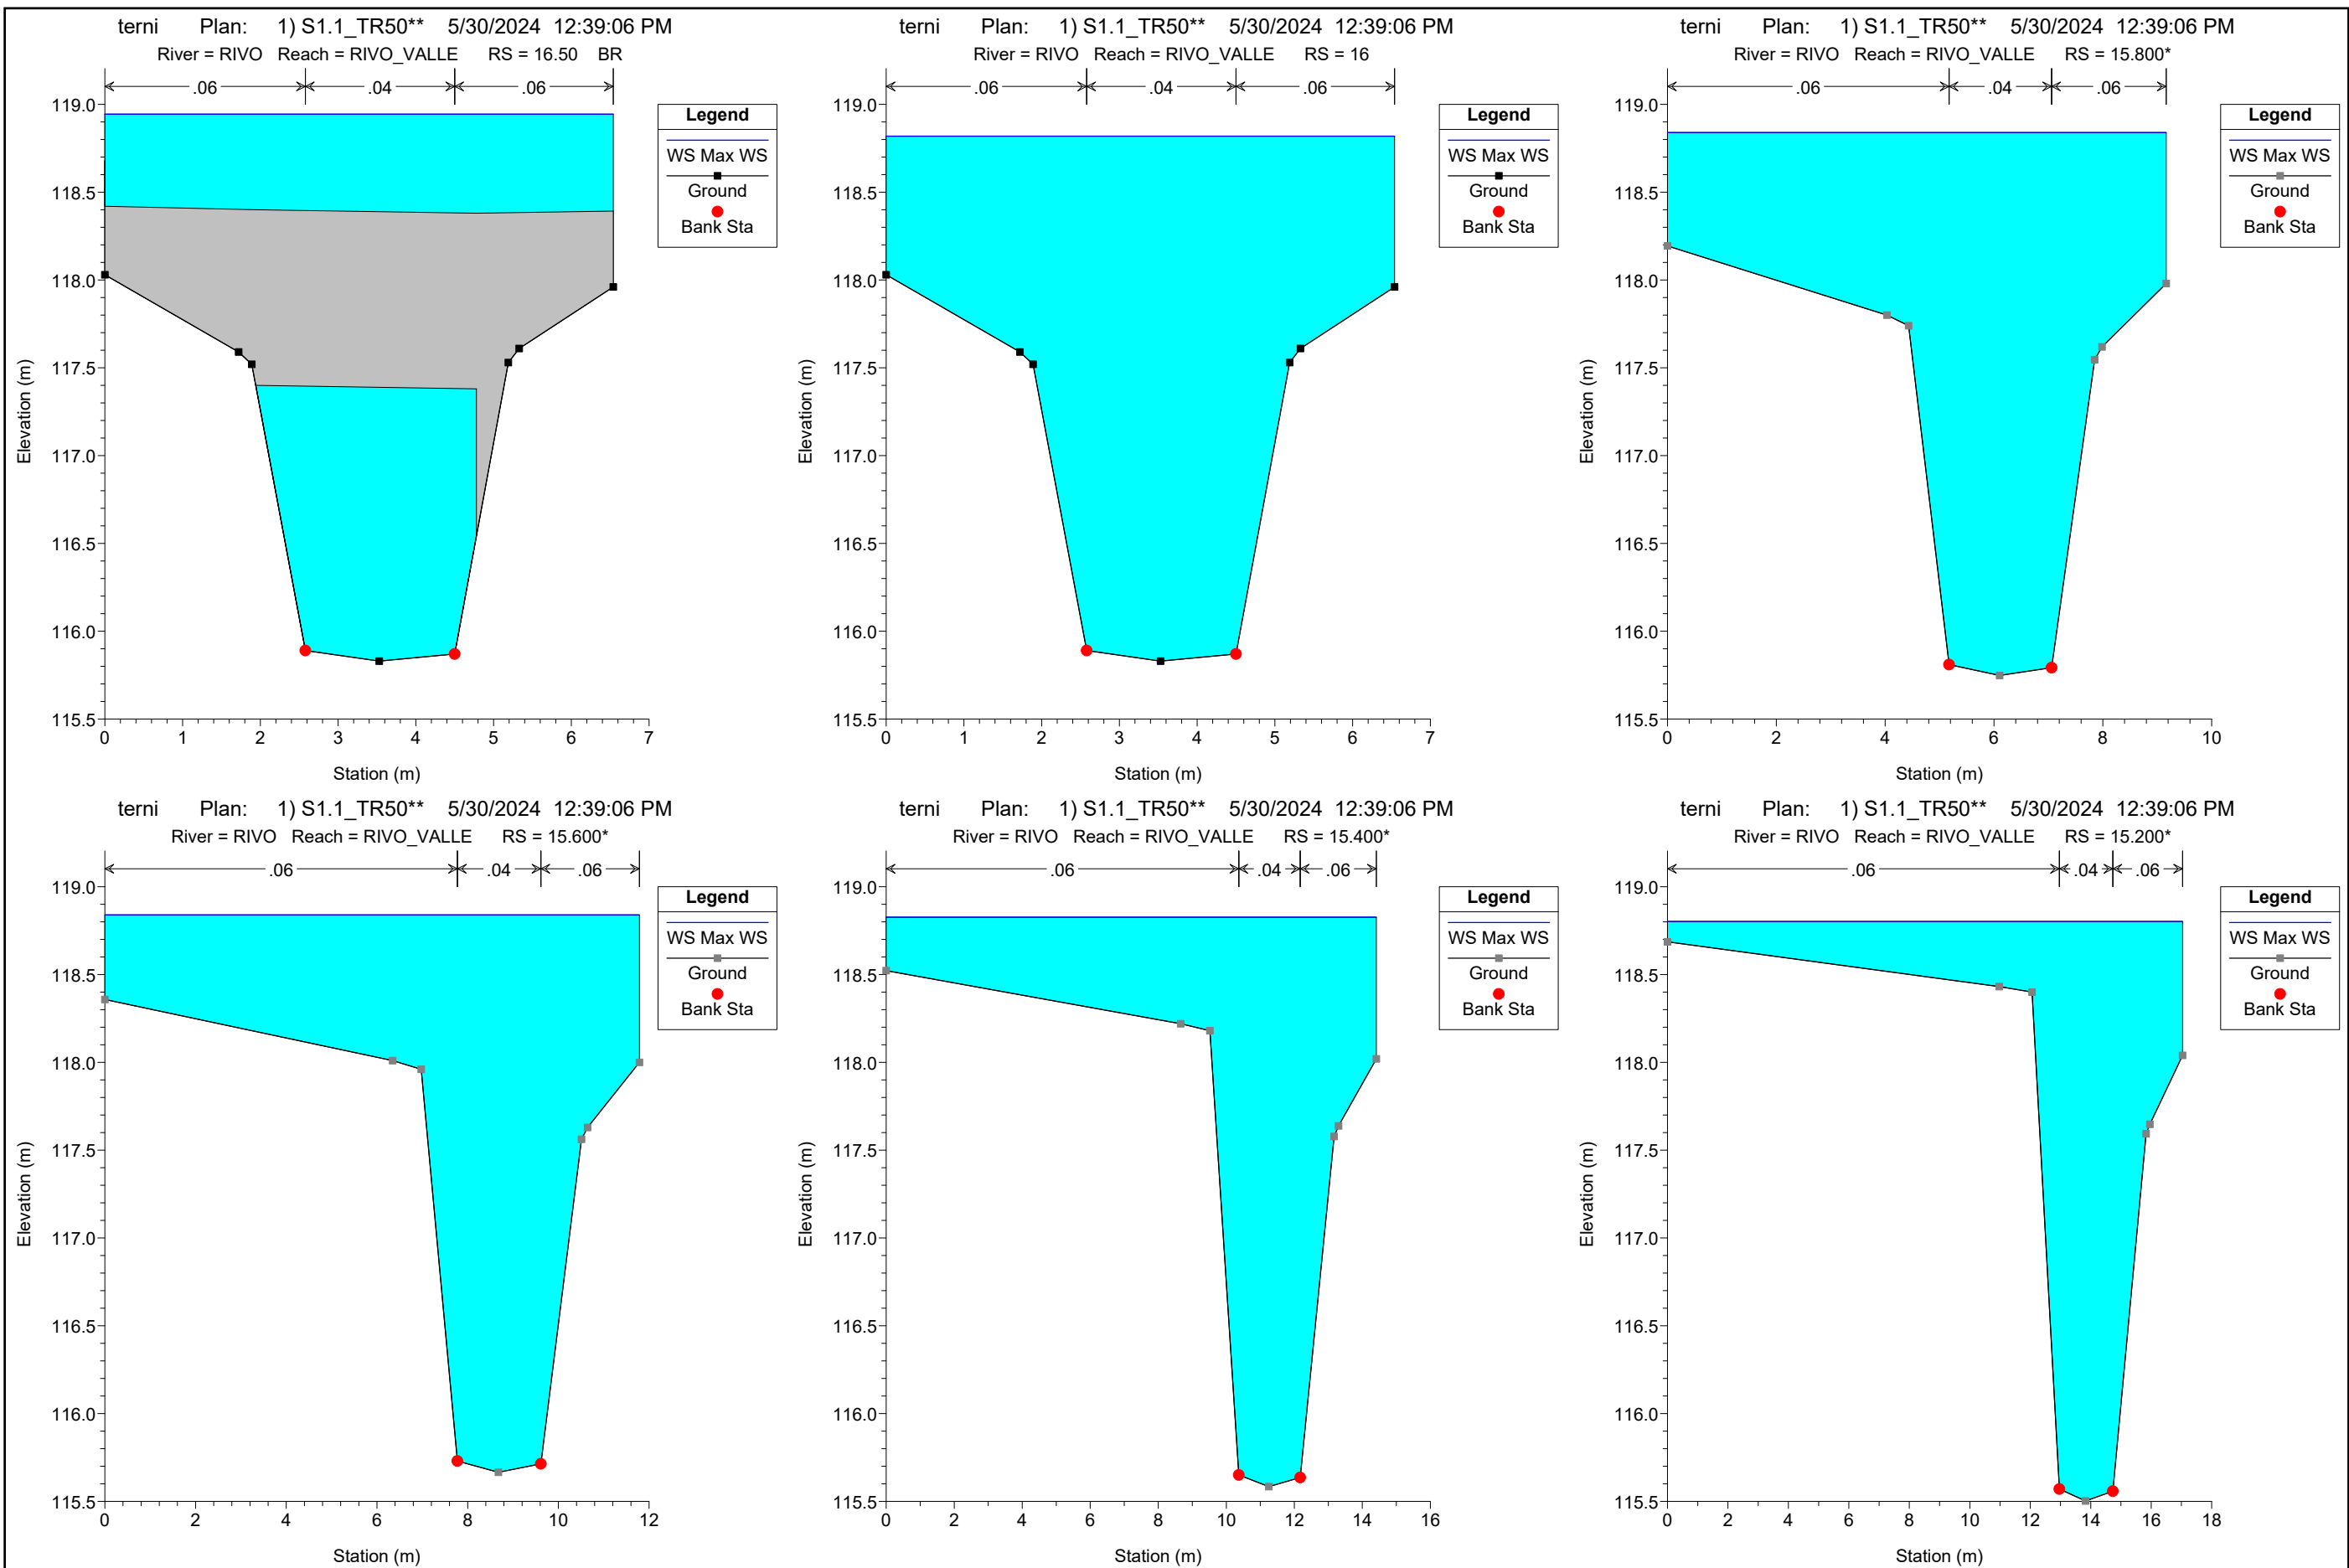 terni Plan: 1) S1.1_TR50** 5/30/2024 12:39:06 PM
River = RIVO Reach = RIVO_VALLE RS = 16.50 BR
.06 .04 .06
119.0
118.5
118.0
117.5
117.0
116.5
116.0
115.5
Elevation (m)
0 1 2 3 4 5 6 7
Station (m)
Legend
WS Max WS
Ground
Bank Sta
terni Plan: 1) S1.1_TR50** 5/30/2024 12:39:06 PM
River = RIVO Reach = RIVO_VALLE RS = 16
.06 .04 .06
119.0
118.5
118.0
117.5
117.0
116.5
116.0
115.5
Elevation (m)
0 1 2 3 4 5 6 7
Station (m)
Legend
WS Max WS
Ground
Bank Sta
terni Plan: 1) S1.1_TR50** 5/30/2024 12:39:06 PM
River = RIVO Reach = RIVO_VALLE RS = 15.800*
.06 .04 .06
119.0
118.5
118.0
117.5
117.0
116.5
116.0
115.5
Elevation (m)
0 2 4 6 8 10
Station (m)
Legend
WS Max WS
Ground
Bank Sta
terni Plan: 1) S1.1_TR50** 5/30/2024 12:39:06 PM
River = RIVO Reach = RIVO_VALLE RS = 15.600*
.06 .04 .06
119.0
118.5
118.0
117.5
117.0
116.5
116.0
115.5
Elevation (m)
0 2 4 6 8 10 12
Station (m)
Legend
WS Max WS
Ground
Bank Sta
terni Plan: 1) S1.1_TR50** 5/30/2024 12:39:06 PM
River = RIVO Reach = RIVO_VALLE RS = 15.400*
.06 .04 .06
119.0
118.5
118.0
117.5
117.0
116.5
116.0
115.5
Elevation (m)
0 2 4 6 8 10 12 14 16
Station (m)
Legend
WS Max WS
Ground
Bank Sta
terni Plan: 1) S1.1_TR50** 5/30/2024 12:39:06 PM
River = RIVO Reach = RIVO_VALLE RS = 15.200*
.06 .04 .06
119.0
118.5
118.0
117.5
117.0
116.5
116.0
115.5
Elevation (m)
0 2 4 6 8 10 12 14 16 18
Station (m)
Legend
WS Max WS
Ground
Bank Sta